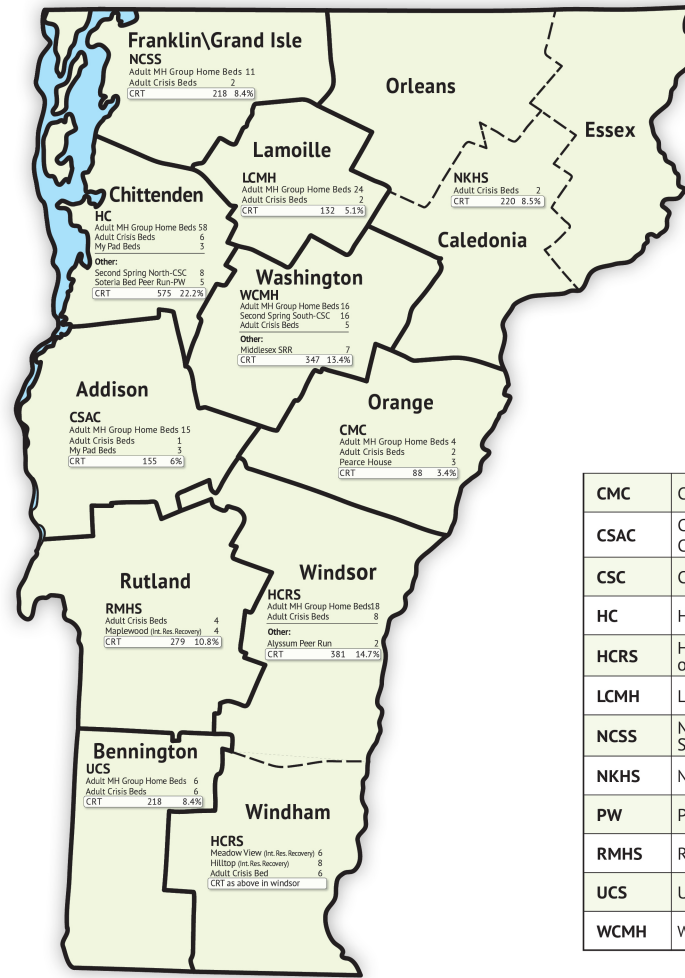 Franklin\Grand Isle
NCSS
Adult MH Group Home Beds 11
Adult Crisis Beds 2
CRT 218 8.4%
Orleans
Essex
Lamoille
LCMH
Adult MH Group Home Beds 24
Adult Crisis Beds 2
CRT 132 5.1%
NKHS
Adult Crisis Beds 2
CRT 220 8.5%
Caledonia
Chittenden
HC
Adult MH Group Home Beds 58
Adult Crisis Beds 6
My Pad Beds 3
Other:
Second Spring North-CSC 8
Soteria Bed Peer Run-PW 5
CRT 575 22.2%
Washington
WCMH
Adult MH Group Home Beds 16
Second Spring South-CSC 16
Adult Crisis Beds 5
Other:
Middlesex SRR 7
CRT 347 13.4%
Addison
CSAC
Adult MH Group Home Beds 15
Adult Crisis Beds 1
My Pad Beds 3
CRT 155 6%
Orange
CMC
Adult MH Group Home Beds 4
Adult Crisis Beds 2
Pearce House 3
CRT 88 3.4%
Rutland
RMHS
Adult Crisis Beds 4
Maplewood (Int. Res. Recovery) 4
CRT 279 10.8%
Windsor
HCRS
Adult MH Group Home Beds18
Adult Crisis Beds 8
Other:
Alyssum Peer Run 2
CRT 381 14.7%
Bennington
UCS
Adult MH Group Home Beds 6
Adult Crisis Beds 6
CRT 218 8.4%
Windham
HCRS
Meadow View (Int. Res. Recovery) 6
Hilltop (Int. Res. Recovery) 8
Adult Crisis Bed 6
CRT as above in windsor
CMC
CSAC
CSC
HC
HCRS
LCMH
NCSS
NKHS
PW
RMHS
UCS
WCMH